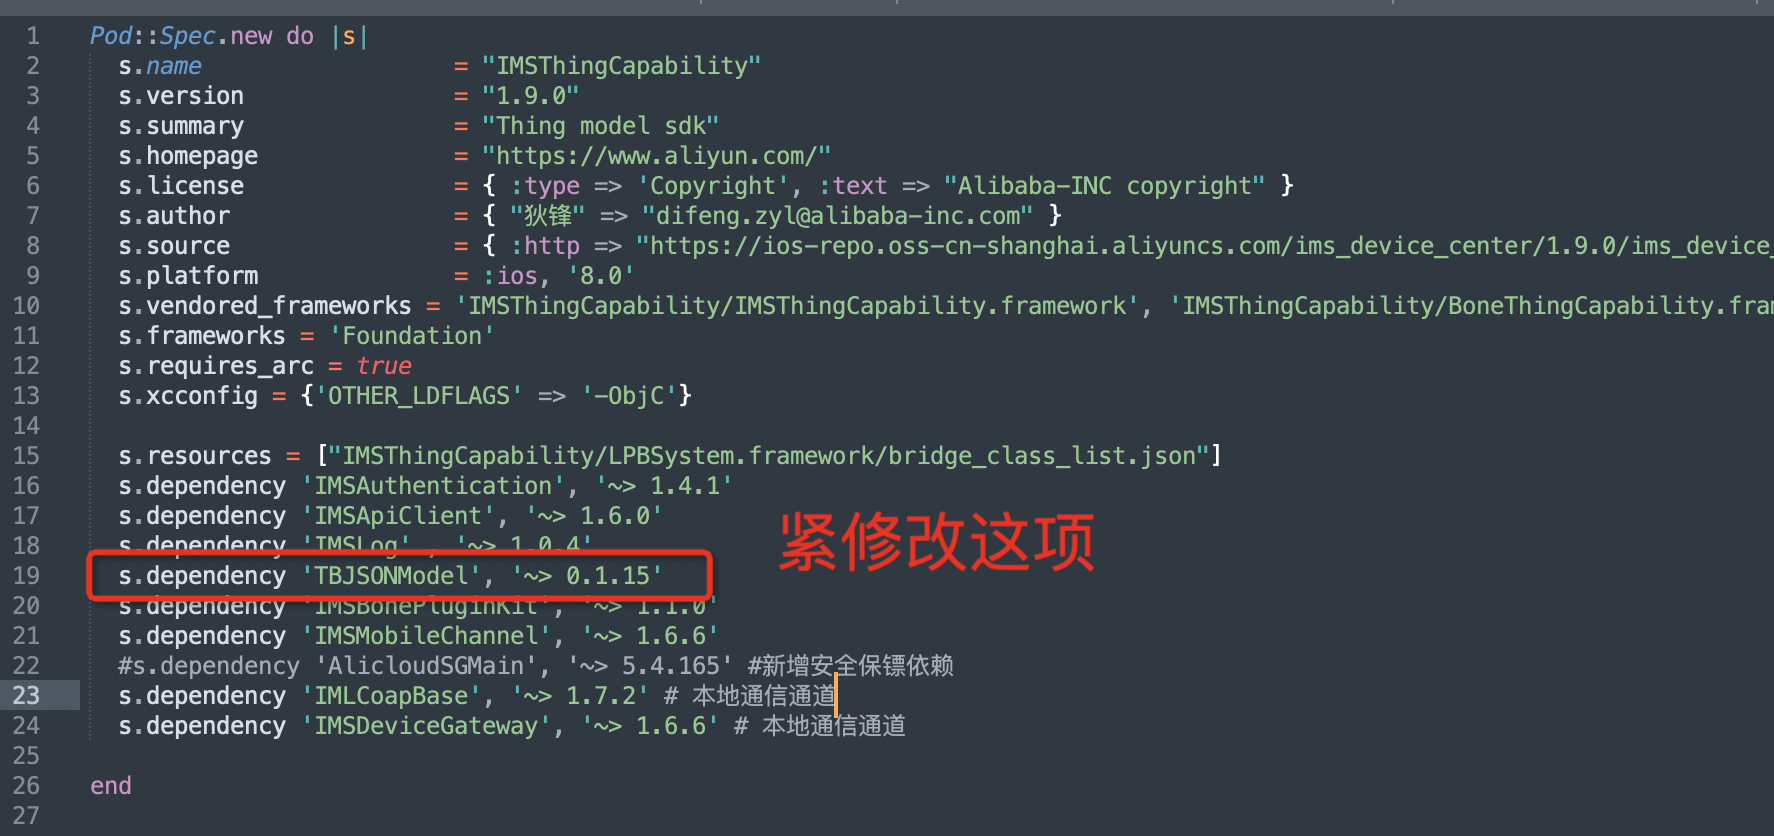 1 Pod::Spec.new do |s|
2 s.name = "IMSThingCapability"
3 s.version = "1.9.0"
4 s.summary = "Thing model sdk"
5 s.homepage = "https://www.aliyun.com/"
6 s.license = { :type => 'Copyright', :text => "Alibaba-INC copyright" }
7 s.author = { "狄锋" => "difeng.zyl@alibaba-inc.com" }
8 s.source = { :http => "https://ios-repo.oss-cn-shanghai.aliyuncs.com/ims_device_center/1.9.0/ims_device_
9 s.platform = :ios, '8.0'
10 s.vendored_frameworks = 'IMSThingCapability/IMSThingCapability.framework', 'IMSThingCapability/BoneThingCapability.fram
11 s.frameworks = 'Foundation'
12 s.requires_arc = true
13 s.xcconfig = {'OTHER_LDFLAGS' => '-ObjC'}
14
15 s.resources = ["IMSThingCapability/LPBSystem.framework/bridge_class_list.json"]
16 s.dependency 'IMSAuthentication', '~> 1.4.1'
17 s.dependency 'IMSApiClient', '~> 1.6.0'
18 s.dependency 'IMSLog' , '~> 1.0.4'
紧修改这项
19 s.dependency 'TBJSONModel', '~> 0.1.15'
20 s.dependency 'IMSBonePluginKit', '~> 1.1.0'
21 s.dependency 'IMSMobileChannel', '~> 1.6.6'
22 #s.dependency 'AlicloudSGMain', '~> 5.4.165' #新增安全保镖依赖
23 s.dependency 'IMLCoapBase', '~> 1.7.2' # 本地通信通道
24 s.dependency 'IMSDeviceGateway', '~> 1.6.6' # 本地通信通道
25
26 end
27